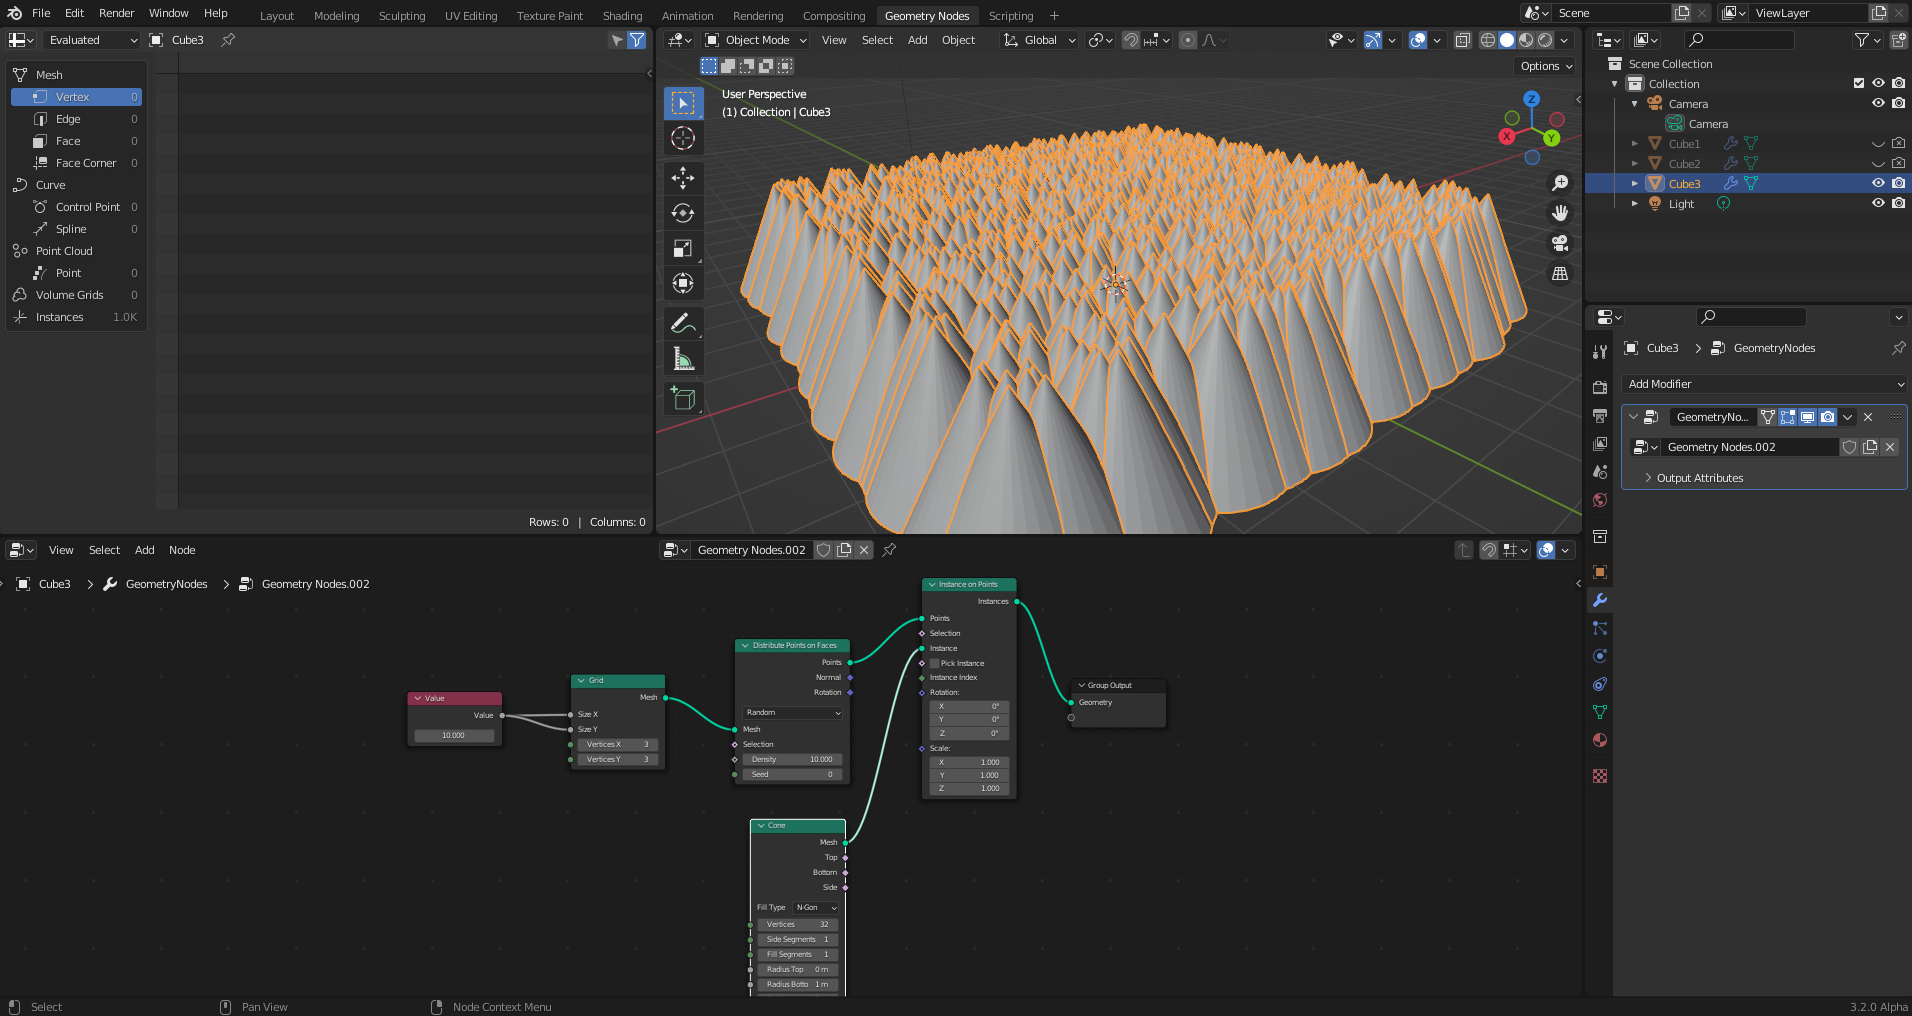 File Edit Render Window Help
Layout Modeling Sculpting UV Editing Texture Paint Shading Animation Rendering Compositing Geometry Nodes Scripting +
Scene
ViewLayer
Evaluated Cube3
Mesh
Vertex 0
Edge 0
Face 0
Face Corner 0
Curve
Control Point 0
Spline 0
Point Cloud
Point 0
Volume Grids 0
Instances 1.0K
Rows: 0 | Columns: 0
Object Mode View Select Add Object Global
Options
User Perspective
(1) Collection | Cube3
Z
X
Y
Scene Collection
Collection
Camera
Camera
Cube1
Cube2
Cube3
Light
Cube3 > GeometryNodes
Add Modifier
GeometryNo...
Geometry Nodes.002
Output Attributes
View Select Add Node
Geometry Nodes.002
Cube3 > GeometryNodes > Geometry Nodes.002
Value
Value
10.000
Grid
Mesh
Size X
Size Y
Vertices X 3
Vertices Y 3
Distribute Points on Faces
Points
Normal
Rotation
Random
Mesh
Selection
Density 10.000
Seed 0
Cone
Mesh
Top
Bottom
Side
Fill Type N-Gon
Vertices 32
Side Segments 1
Fill Segments 1
Radius Top 0 m
Radius Botto 1 m
Instance on Points
Instances
Points
Selection
Instance
Pick Instance
Instance Index
Rotation:
X 0°
Y 0°
Z 0°
Scale:
X 1.000
Y 1.000
Z 1.000
Group Output
Geometry
Select
Pan View
Node Context Menu
3.2.0 Alpha